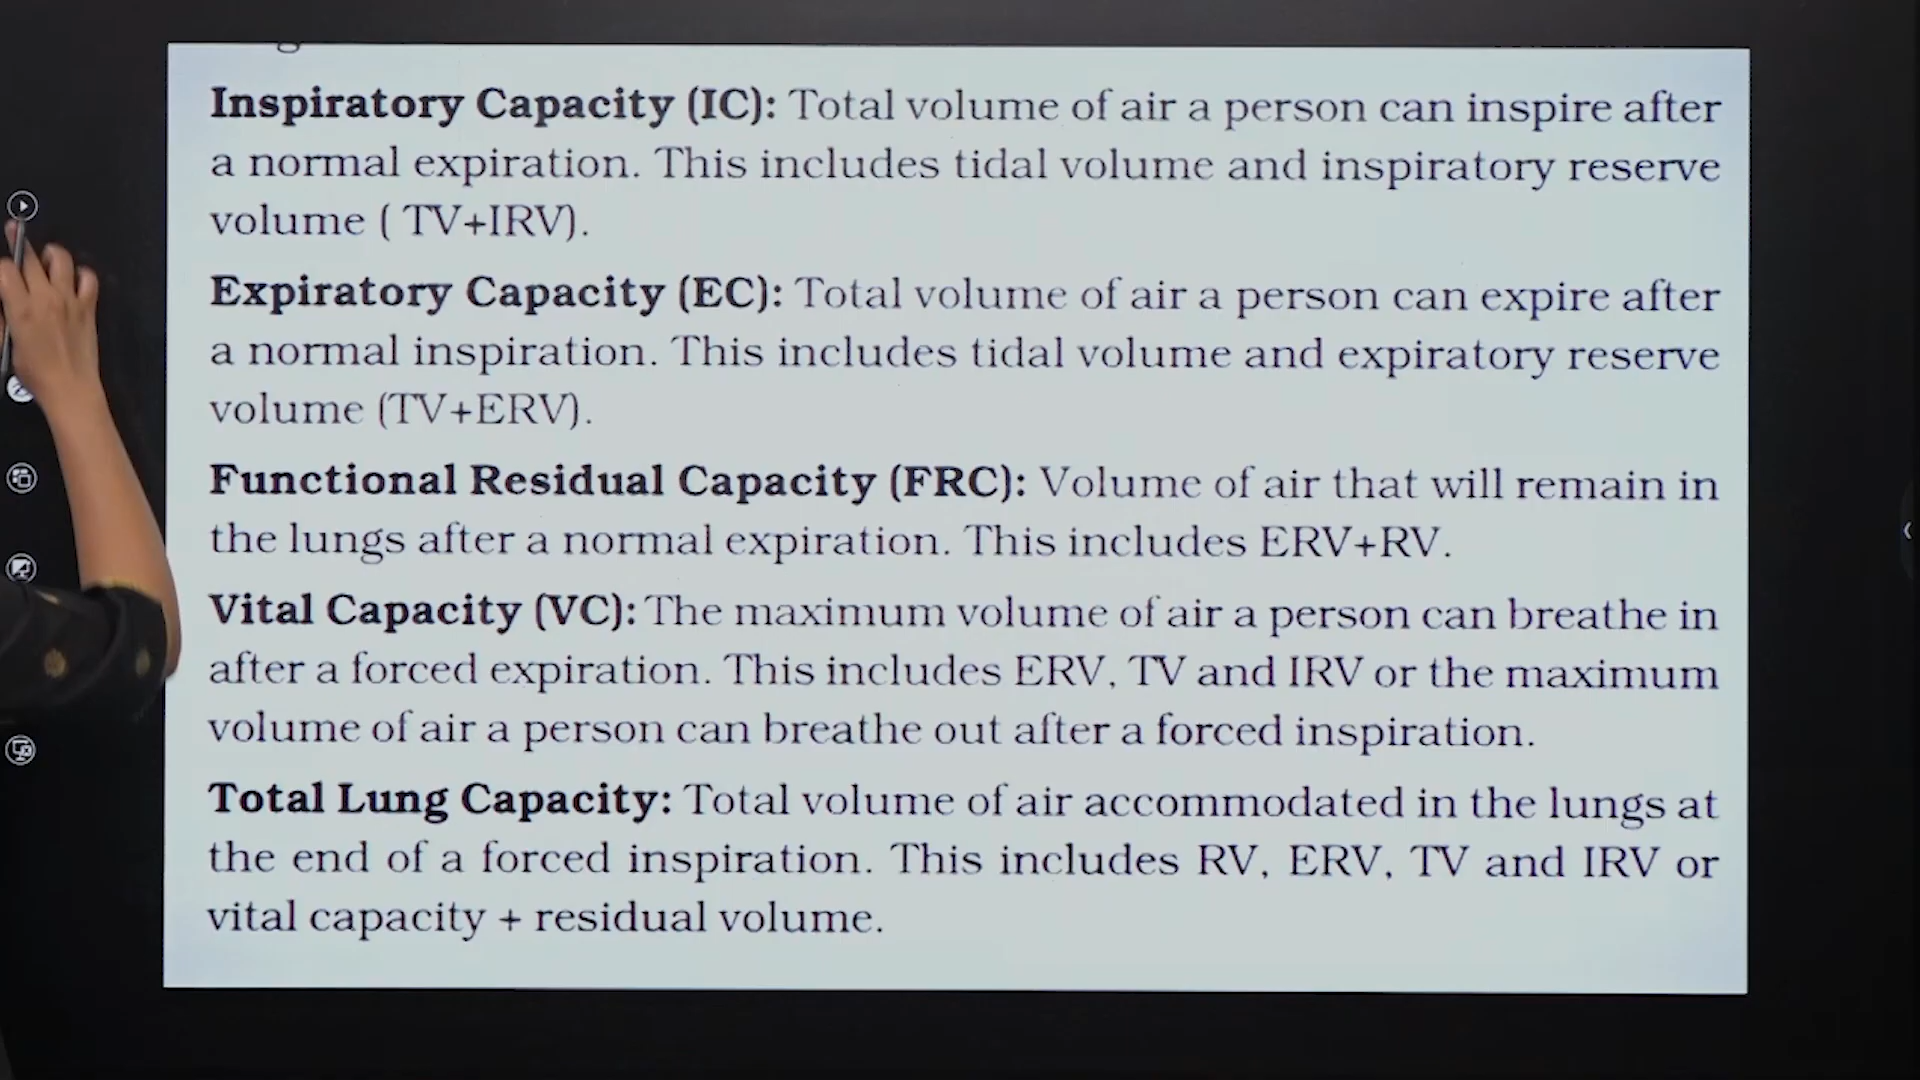 Inspiratory Capacity (IC): Total volume of air a person can inspire after
a normal expiration. This includes tidal volume and inspiratory reserve
volume ( TV+IRV).
Expiratory Capacity (EC): Total volume of air a person can expire after
a normal inspiration. This includes tidal volume and expiratory reserve
volume (TV+ERV).
Functional Residual Capacity (FRC): Volume of air that will remain in
the lungs after a normal expiration. This includes ERV+RV.
Vital Capacity (VC): The maximum volume of air a person can breathe in
after a forced expiration. This includes ERV, TV and IRV or the maximum
volume of air a person can breathe out after a forced inspiration.
Total Lung Capacity: Total volume of air accommodated in the lungs at
the end of a forced inspiration. This includes RV, ERV, TV and IRV or
vital capacity + residual volume.